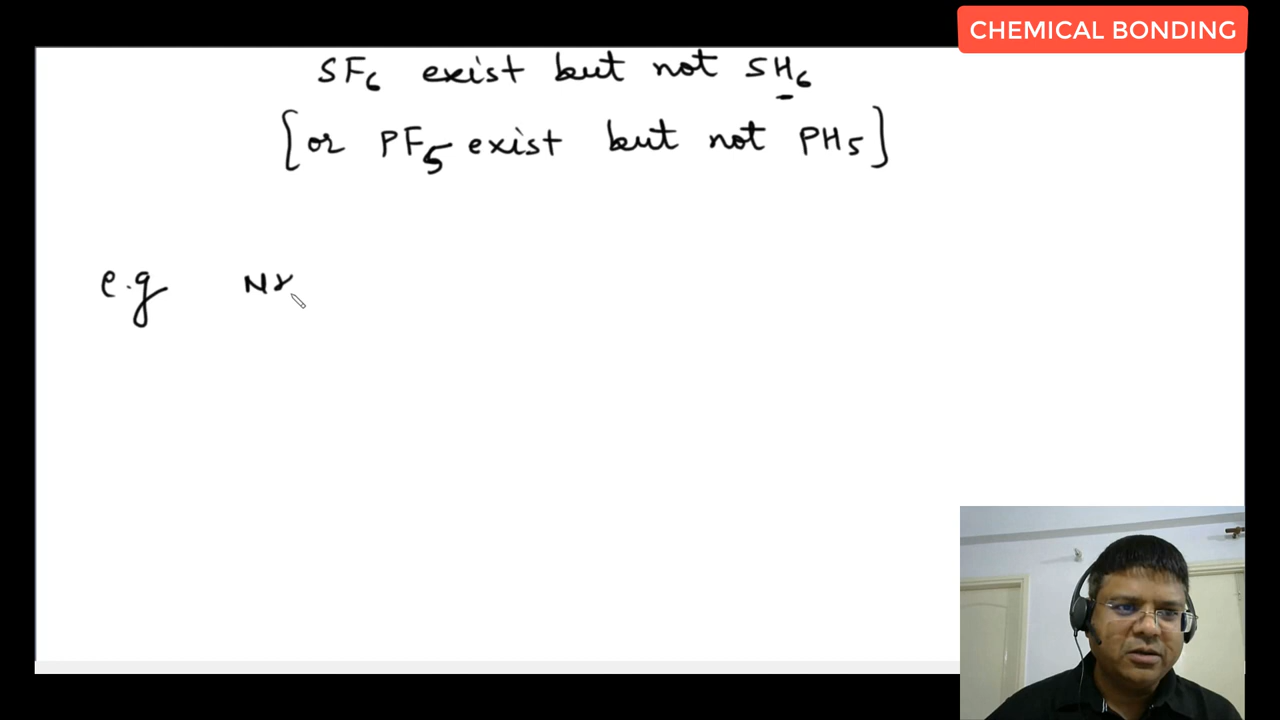 CHEMICAL BONDING
SF₆ exist but not SH₆
[or PF₅ exist but not PH₅]
e.g